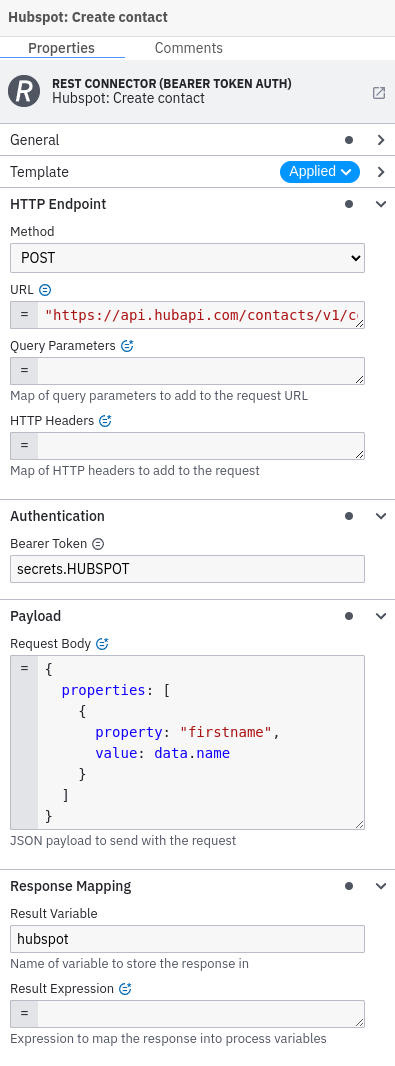 Hubspot: Create contact
Properties Comments
R
REST CONNECTOR (BEARER TOKEN AUTH)
Hubspot: Create contact
General
Template Applied
HTTP Endpoint
Method
POST
URL
= "https://api.hubapi.com/contacts/v1/c
Query Parameters
=
Map of query parameters to add to the request URL
HTTP Headers
=
Map of HTTP headers to add to the request
Authentication
Bearer Token
secrets.HUBSPOT
Payload
Request Body
= {
properties: [
{
property: "firstname",
value: data.name
}
]
}
JSON payload to send with the request
Response Mapping
Result Variable
hubspot
Name of variable to store the response in
Result Expression
=
Expression to map the response into process variables